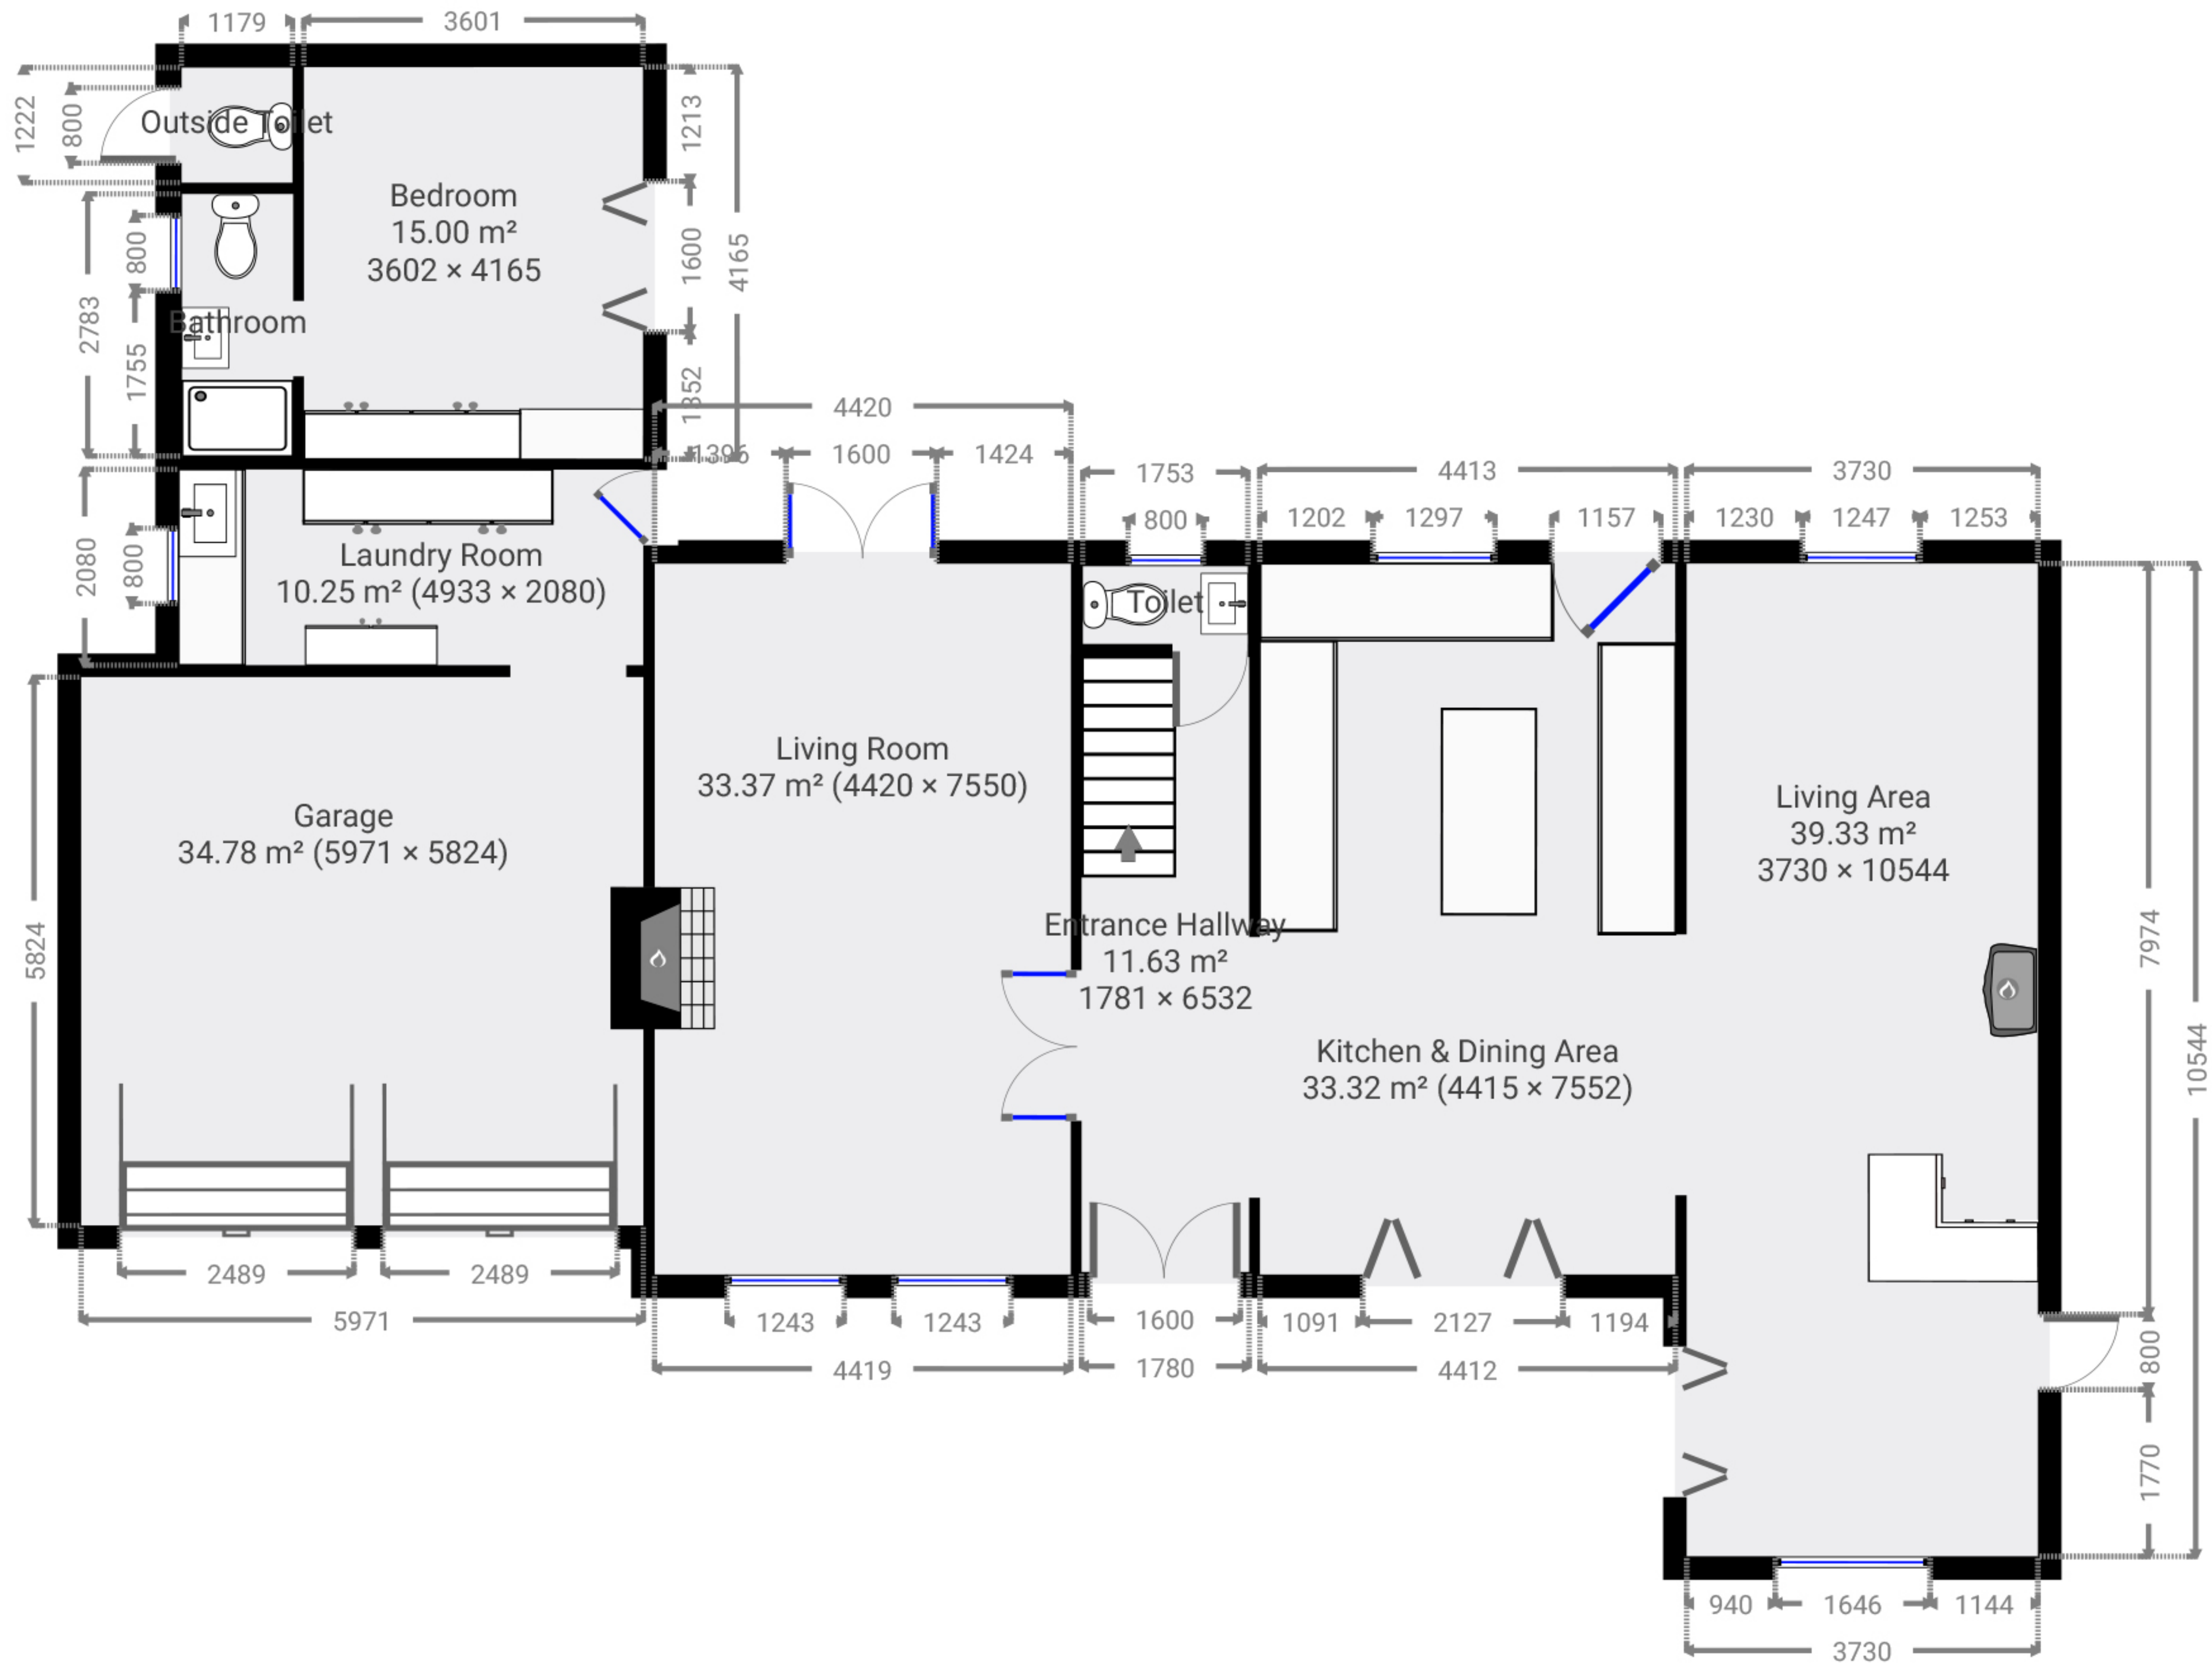 1179
3601
1222
800
Outside Toilet
1213
Bedroom
15.00 m²
3602 × 4165
1600
4165
800
2783
Bathroom
1755
1352
4420
1396
1600
1424
1753
4413
3730
800
1202
1297
1157
1230
1247
1253
2080
800
Laundry Room
10.25 m² (4933 × 2080)
Toilet
Living Room
33.37 m² (4420 × 7550)
Garage
34.78 m² (5971 × 5824)
Living Area
39.33 m²
3730 × 10544
5824
Entrance Hallway
11.63 m²
1781 × 6532
7974
Kitchen & Dining Area
33.32 m² (4415 × 7552)
10544
2489
2489
5971
1243
1243
1600
1091
2127
1194
4419
1780
4412
800
1770
940
1646
1144
3730